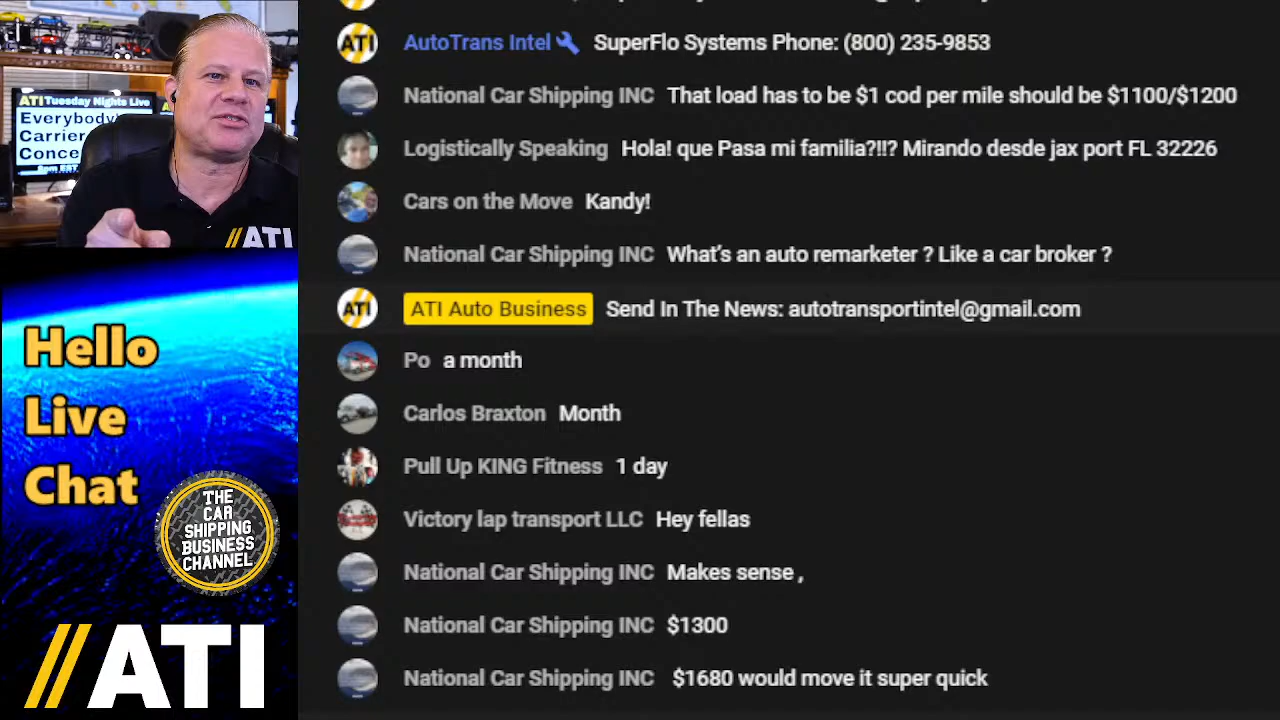 ATI Tuesday Nights Live
Everybody'
Carrier
Conce
//ATI
Hello
Live
Chat
THE
CAR
SHIPPING
BUSINESS
CHANNEL
//ATI
ATI AutoTrans Intel SuperFlo Systems Phone: (800) 235-9853
National Car Shipping INC That load has to be $1 cod per mile should be $1100/$1200
Logistically Speaking Hola! que Pasa mi familia?!!? Mirando desde jax port FL 32226
Cars on the Move Kandy!
National Car Shipping INC What's an auto remarketer ? Like a car broker ?
ATI ATI Auto Business Send In The News: autotransportintel@gmail.com
Po a month
Carlos Braxton Month
Pull Up KING Fitness 1 day
Victory lap transport LLC Hey fellas
National Car Shipping INC Makes sense ,
National Car Shipping INC $1300
National Car Shipping INC $1680 would move it super quick